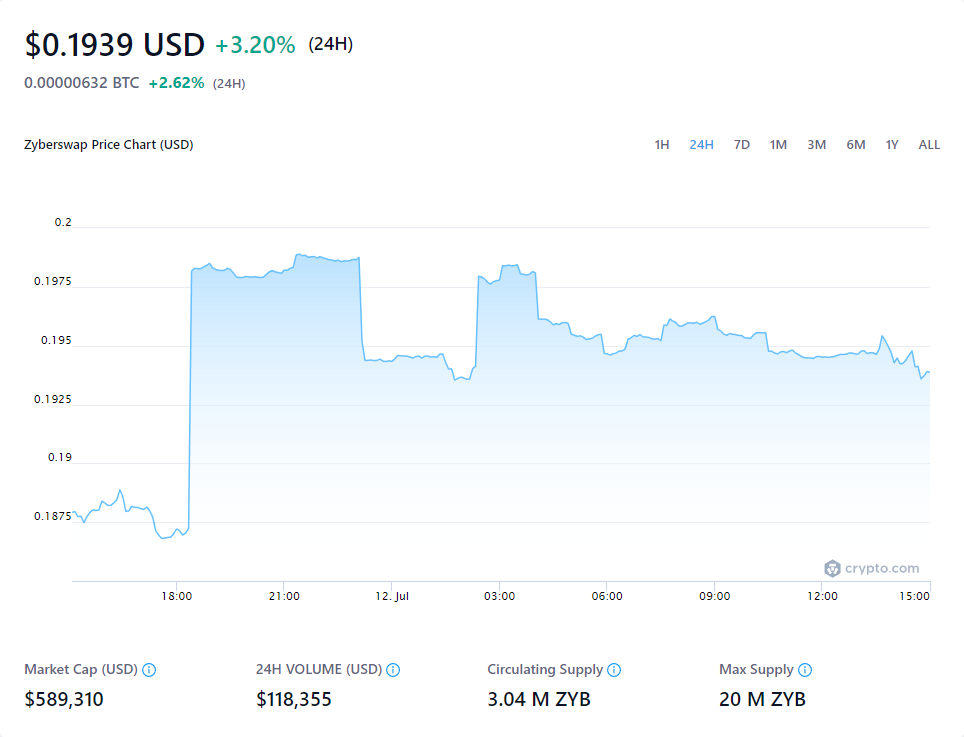 $0.1939 USD +3.20% (24H)
0.00000632 BTC +2.62% (24H)
Zyberswap Price Chart (USD) 1H 24H 7D 1M 3M 6M 1Y ALL
0.2
0.1975
0.195
0.1925
0.19
0.1875
crypto.com
18:00 21:00 12. Jul 03:00 06:00 09:00 12:00 15:00
Market Cap (USD) 24H VOLUME (USD) Circulating Supply Max Supply
$589,310 $118,355 3.04 M ZYB 20 M ZYB